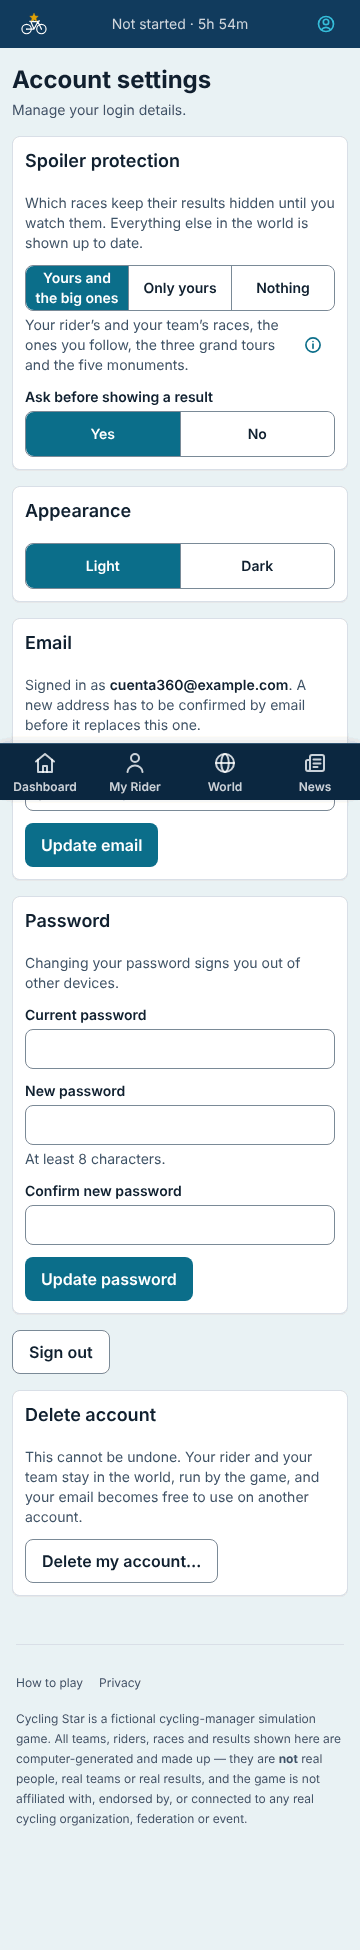 Not started · 5h 54m
Account settings
Manage your login details.
Spoiler protection
Which races keep their results hidden until you
watch them. Everything else in the world is
shown up to date.
Yours and
the big ones
Only yours
Nothing
Your rider’s and your team’s races, the
ones you follow, the three grand tours
and the five monuments.
Ask before showing a result
Yes
No
Appearance
Light
Dark
Email
Signed in as cuenta360@example.com. A
new address has to be confirmed by email
before it replaces this one.
Dashboard
My Rider
World
News
Update email
Password
Changing your password signs you out of
other devices.
Current password
New password
At least 8 characters.
Confirm new password
Update password
Sign out
Delete account
This cannot be undone. Your rider and your
team stay in the world, run by the game, and
your email becomes free to use on another
account.
Delete my account…
How to play
Privacy
Cycling Star is a fictional cycling-manager simulation
game. All teams, riders, races and results shown here are
computer-generated and made up — they are not real
people, real teams or real results, and the game is not
affiliated with, endorsed by, or connected to any real
cycling organization, federation or event.